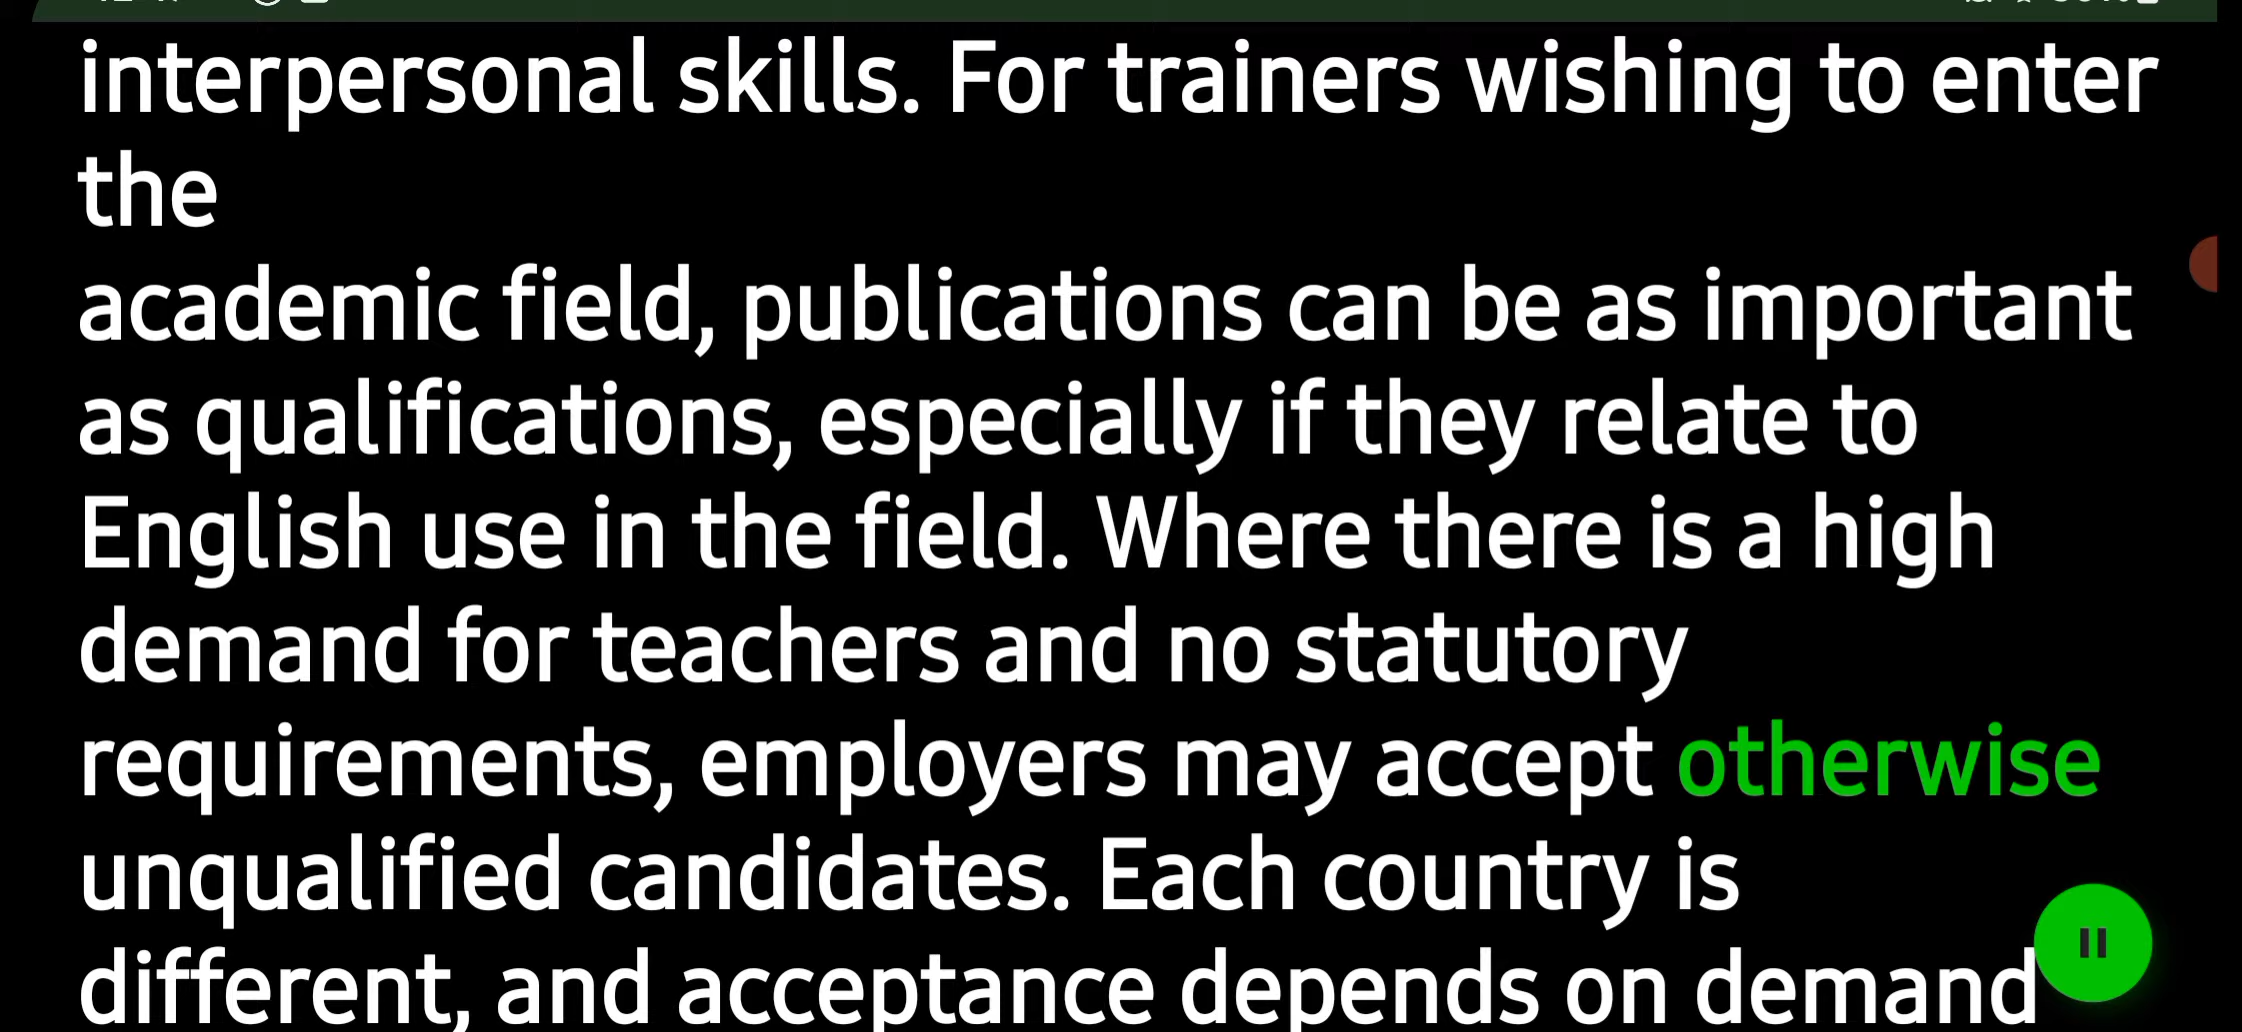 interpersonal skills. For trainers wishing to enter
the
academic field, publications can be as important
as qualifications, especially if they relate to
English use in the field. Where there is a high
demand for teachers and no statutory
requirements, employers may accept otherwise
unqualified candidates. Each country is
different, and acceptance depends on demand